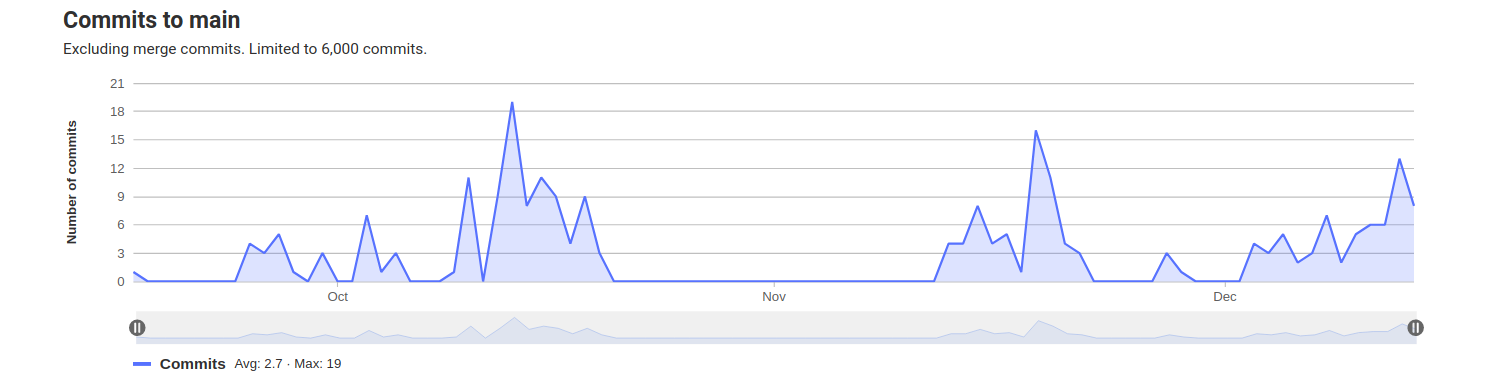 Commits to main
Excluding merge commits. Limited to 6,000 commits.
Number of commits
21
18
15
12
9
6
3
0
Oct Nov Dec
Commits Avg: 2.7 · Max: 19